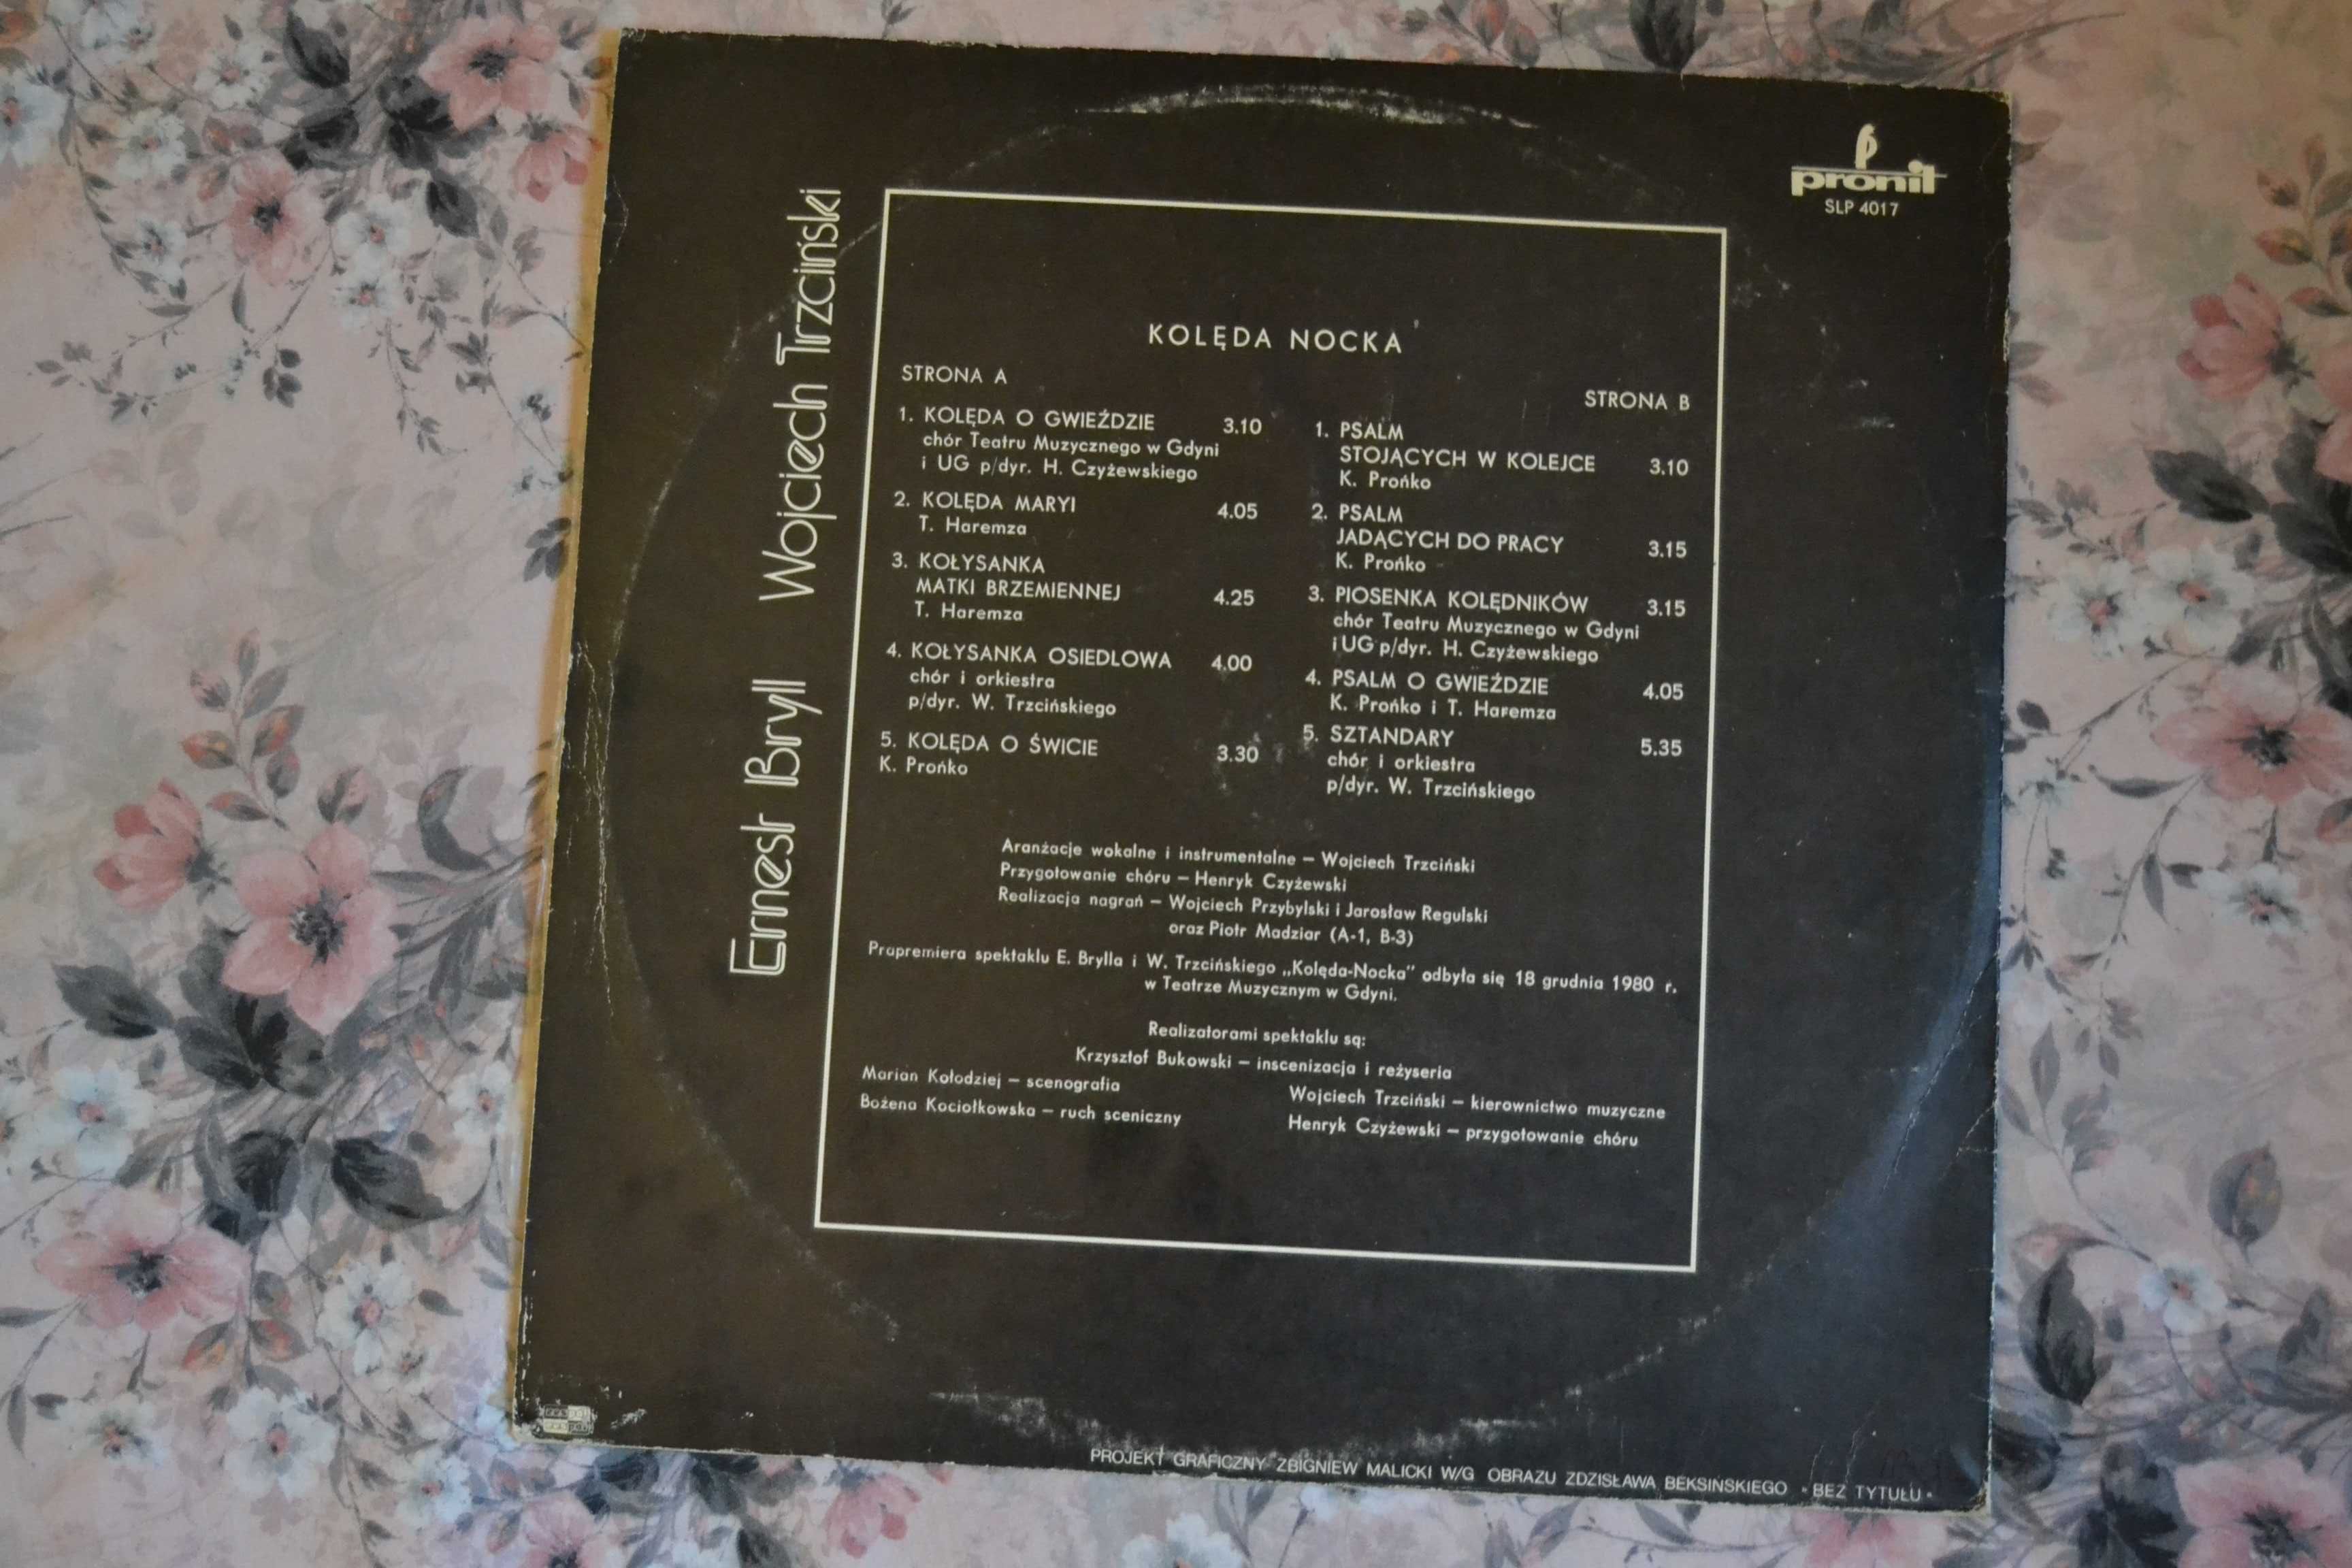 pronit
SLP 4017
Ernest Bryll Wojciech Trzciński
KOLĘDA NOCKA
STRONA A
1. KOLĘDA O GWIEŹDZIE 3.10
chór Teatru Muzycznego w Gdyni
i UG p/dyr. H. Czyżewskiego
2. KOLĘDA MARYI 4.05
T. Haremza
3. KOŁYSANKA
MATKI BRZEMIENNEJ 4.25
T. Haremza
4. KOŁYSANKA OSIEDLOWA 4.00
chór i orkiestra
p/dyr. W. Trzcińskiego
5. KOLĘDA O ŚWICIE 3.30
K. Prońko
STRONA B
1. PSALM
STOJĄCYCH W KOLEJCE 3.10
K. Prońko
2. PSALM
JADĄCYCH DO PRACY 3.15
K. Prońko
3. PIOSENKA KOLĘDNIKÓW 3.15
chór Teatru Muzycznego w Gdyni
i UG p/dyr. H. Czyżewskiego
4. PSALM O GWIEŹDZIE 4.05
K. Prońko i T. Haremza
5. SZTANDARY 5.35
chór i orkiestra
p/dyr. W. Trzcińskiego
Aranżacje wokalne i instrumentalne – Wojciech Trzciński
Przygotowanie chóru – Henryk Czyżewski
Realizacja nagrań – Wojciech Przybylski i Jarosław Regulski
oraz Piotr Madziar (A-1, B-3)
Prapremiera spektaklu E. Brylla i W. Trzcińskiego „Kolęda-Nocka" odbyła się 18 grudnia 1980 r.
w Teatrze Muzycznym w Gdyni.
Realizatorami spektaklu są:
Krzysztof Bukowski – inscenizacja i reżyseria
Marian Kołodziej – scenografia
Wojciech Trzciński – kierownictwo muzyczne
Bożena Kociołkowska – ruch sceniczny
Henryk Czyżewski – przygotowanie chóru
PROJEKT GRAFICZNY ZBIGNIEW MALICKI W/G OBRAZU ZDZISŁAWA BEKSIŃSKIEGO "BEZ TYTUŁU"